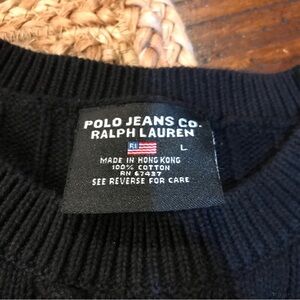 POLO JEANS CO.
RALPH LAUREN
RL
L
MADE IN HONG KONG
100% COTTON
RN 67437
SEE REVERSE FOR CARE